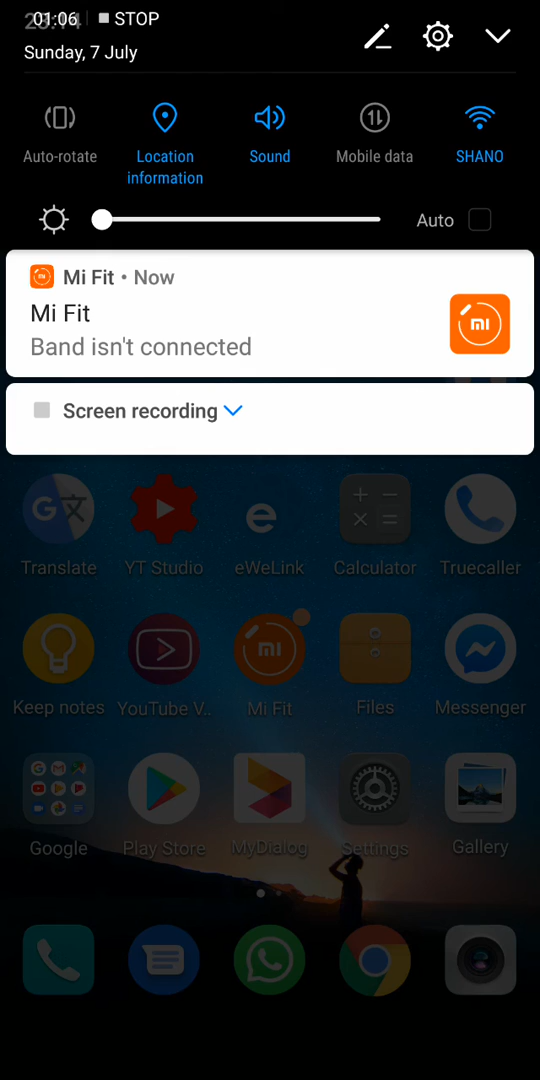 01:06 STOP
Sunday, 7 July
Auto-rotate
Location information
Sound
Mobile data
SHANO
Auto
Mi Fit • Now
Mi Fit
Band isn't connected
Screen recording
Translate
YT Studio
eWeLink
Calculator
Truecaller
Keep notes
YouTube V..
Mi Fit
Files
Messenger
Google
Play Store
MyDialog
Settings
Gallery